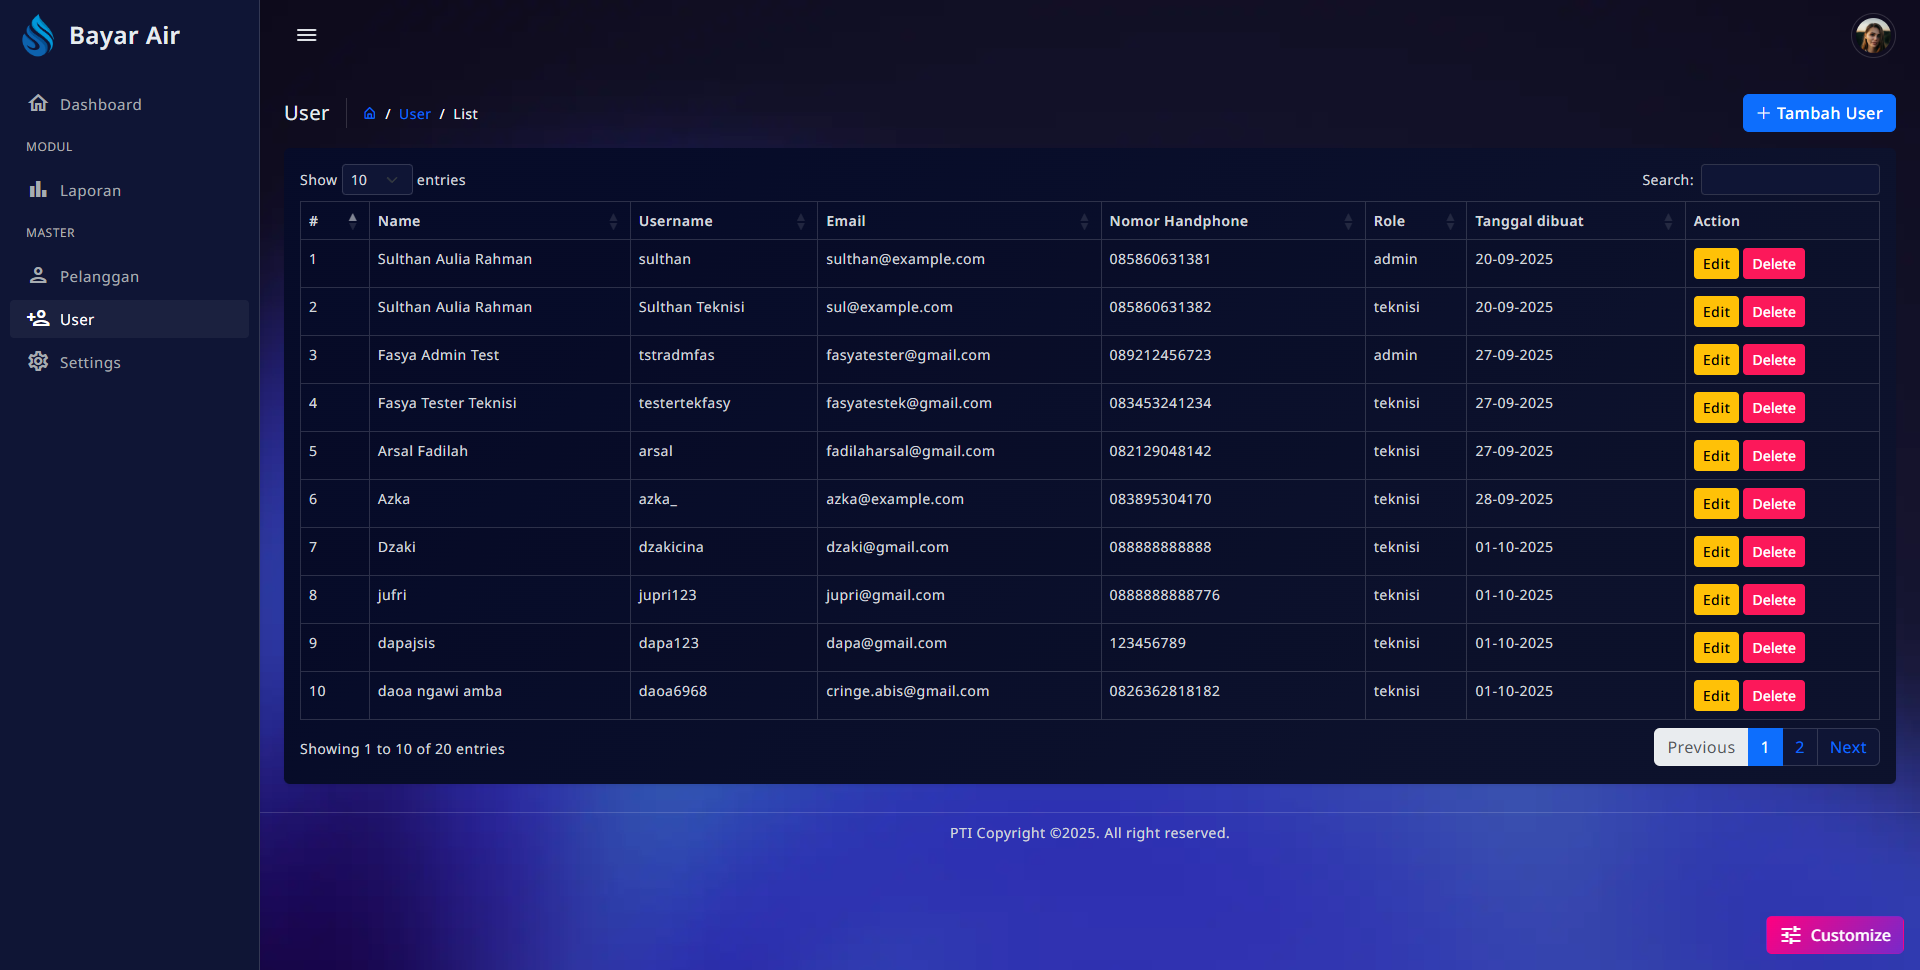 Bayar Air
Dashboard
MODUL
Laporan
MASTER
Pelanggan
User
Settings
User / User / List
+ Tambah User
Show 10 entries
Search:
# Name Username Email Nomor Handphone Role Tanggal dibuat Action
1 Sulthan Aulia Rahman sulthan sulthan@example.com 085860631381 admin 20-09-2025 Edit Delete
2 Sulthan Aulia Rahman Sulthan Teknisi sul@example.com 085860631382 teknisi 20-09-2025 Edit Delete
3 Fasya Admin Test tstradmfas fasyatester@gmail.com 089212456723 admin 27-09-2025 Edit Delete
4 Fasya Tester Teknisi testertekfasy fasyatestek@gmail.com 083453241234 teknisi 27-09-2025 Edit Delete
5 Arsal Fadilah arsal fadilaharsal@gmail.com 082129048142 teknisi 27-09-2025 Edit Delete
6 Azka azka_ azka@example.com 083895304170 teknisi 28-09-2025 Edit Delete
7 Dzaki dzakicina dzaki@gmail.com 088888888888 teknisi 01-10-2025 Edit Delete
8 jufri jupri123 jupri@gmail.com 0888888888776 teknisi 01-10-2025 Edit Delete
9 dapajsis dapa123 dapa@gmail.com 123456789 teknisi 01-10-2025 Edit Delete
10 daoa ngawi amba daoa6968 cringe.abis@gmail.com 0826362818182 teknisi 01-10-2025 Edit Delete
Showing 1 to 10 of 20 entries
Previous 1 2 Next
PTI Copyright ©2025. All right reserved.
Customize